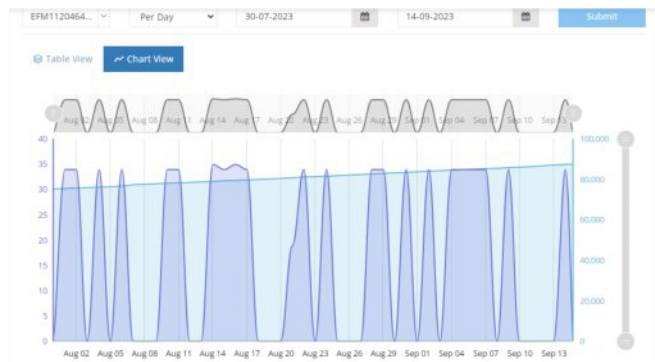 EFM1120464... Per Day 30-07-2023 14-09-2023 Submit
Table View Chart View
Aug 02 Aug 05 Aug 08 Aug 11 Aug 14 Aug 17 Aug 20 Aug 23 Aug 26 Aug 29 Sep 01 Sep 04 Sep 07 Sep 10 Sep 13
40 100,000
35
30 80,000
25
20 60,000
15 40,000
10
5 20,000
0 0
Aug 02 Aug 05 Aug 08 Aug 11 Aug 14 Aug 17 Aug 20 Aug 23 Aug 26 Aug 29 Sep 01 Sep 04 Sep 07 Sep 10 Sep 13